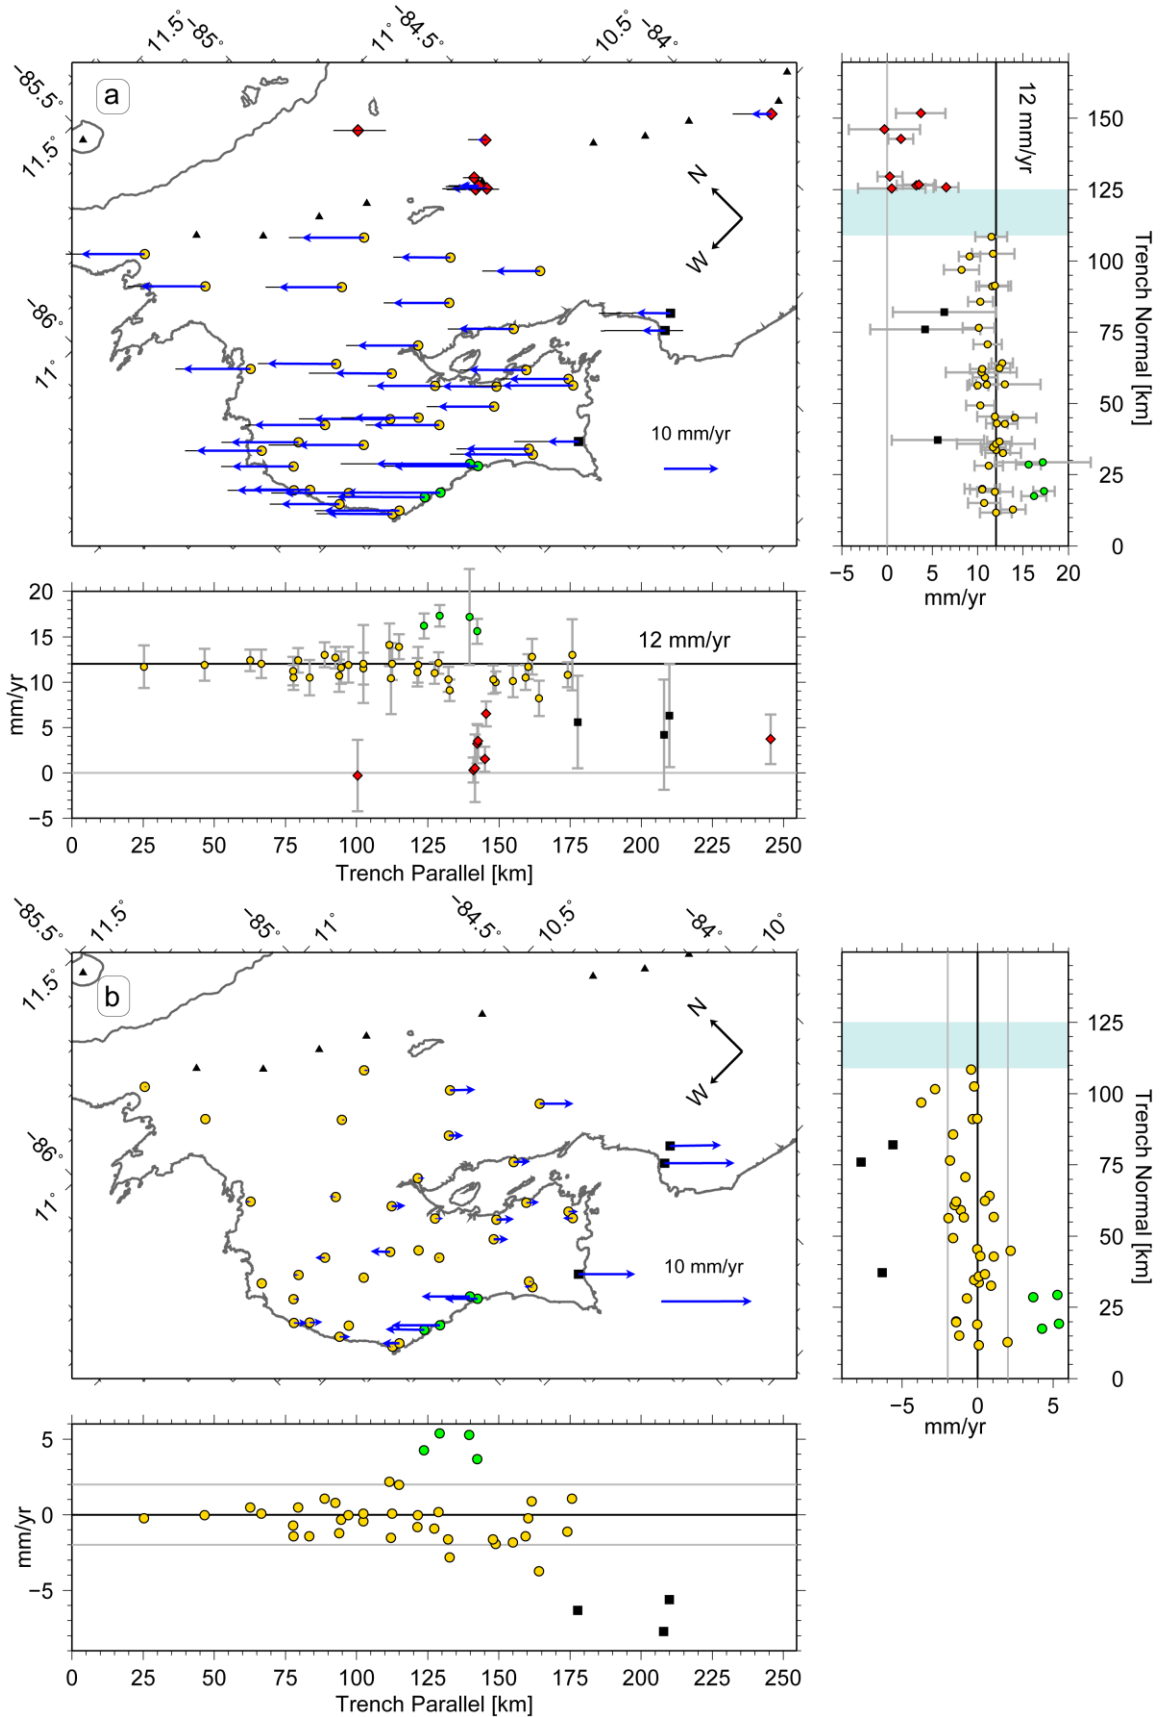 11.5° -85° 11° -84.5° 10.5° -84°
a
-85.5°
11.5°
-86°
11°
N
W
10 mm/yr
12 mm/yr
150
125
100
75
50
25
0
Trench Normal [km]
-5 0 5 10 15 20
mm/yr
20
15
10
5
0
-5
mm/yr
12 mm/yr
0 25 50 75 100 125 150 175 200 225 250
Trench Parallel [km]
-85.5° 11.5° -85° 11° -84.5° 10.5° -84° 10°
b
11.5°
-86°
11°
N
W
10 mm/yr
125
100
75
50
25
0
Trench Normal [km]
-5 0 5
mm/yr
5
0
-5
mm/yr
0 25 50 75 100 125 150 175 200 225 250
Trench Parallel [km]